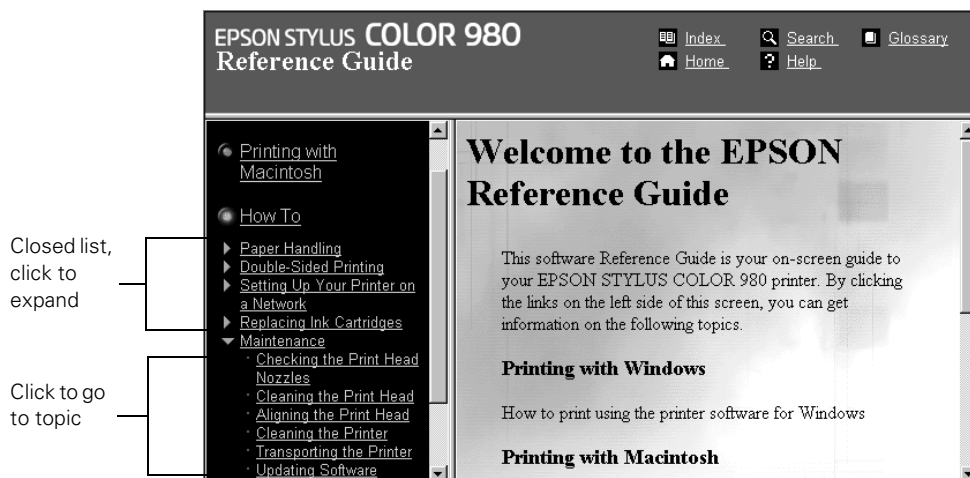 EPSON STYLUS COLOR 980
Reference Guide
Index
Search
Glossary
Home
Help
Printing with
Macintosh
How To
Closed list,
click to
expand
Paper Handling
Double-Sided Printing
Setting Up Your Printer on
a Network
Replacing Ink Cartridges
Maintenance
Click to go
to topic
Checking the Print Head
Nozzles
Cleaning the Print Head
Aligning the Print Head
Cleaning the Printer
Transporting the Printer
Updating Software
Welcome to the EPSON
Reference Guide
This software Reference Guide is your on-screen guide to
your EPSON STYLUS COLOR 980 printer. By clicking
the links on the left side of this screen, you can get
information on the following topics.
Printing with Windows
How to print using the printer software for Windows
Printing with Macintosh